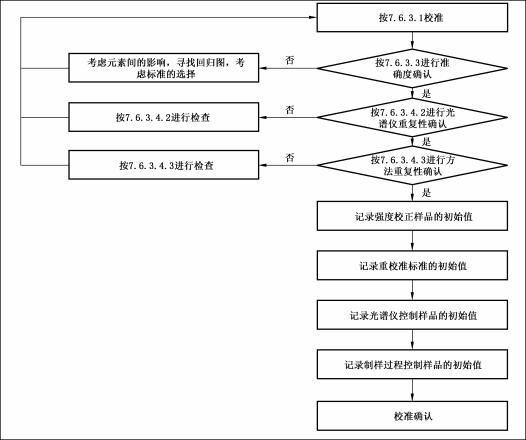 按7.6.3.1校准
按7.6.3.3进行准
确度确认
否
考虑元素间的影响，寻找回归图，考
虑标准的选择
是
按7.6.3.4.2进行光
谱仪重复性确认
否
按7.6.3.4.2进行检查
是
按7.6.3.4.3进行方
法重复性确认
否
按7.6.3.4.3进行检查
是
记录强度校正样品的初始值
记录重校准标准的初始值
记录光谱仪控制样品的初始值
记录制样过程控制样品的初始值
校准确认